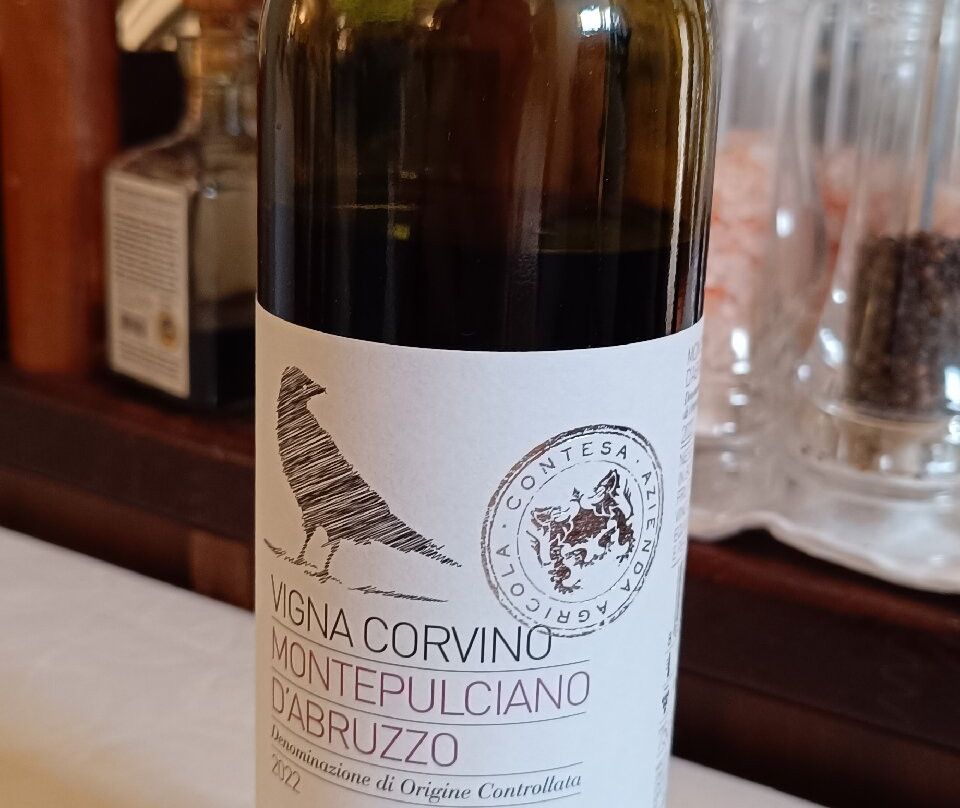 CONTESA · AZIENDA AGRICOLA ·
VIGNA CORVINO
MONTEPULCIANO
D'ABRUZZO
Denominazione di Origine Controllata
2022